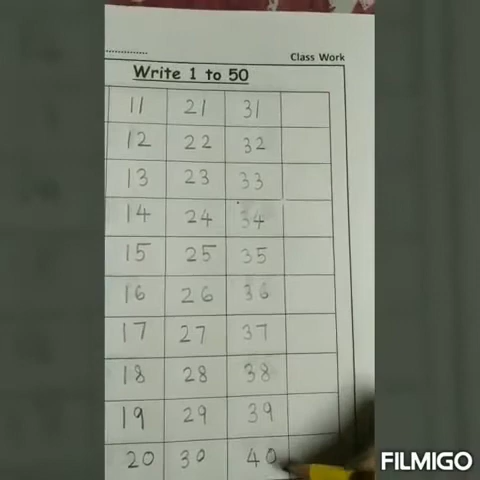 Class Work
Write 1 to 50
11 21 31
12 22 32
13 23 33
14 24 34
15 25 35
16 26 36
17 27 37
18 28 38
19 29 39
20 30 40
FILMIGO